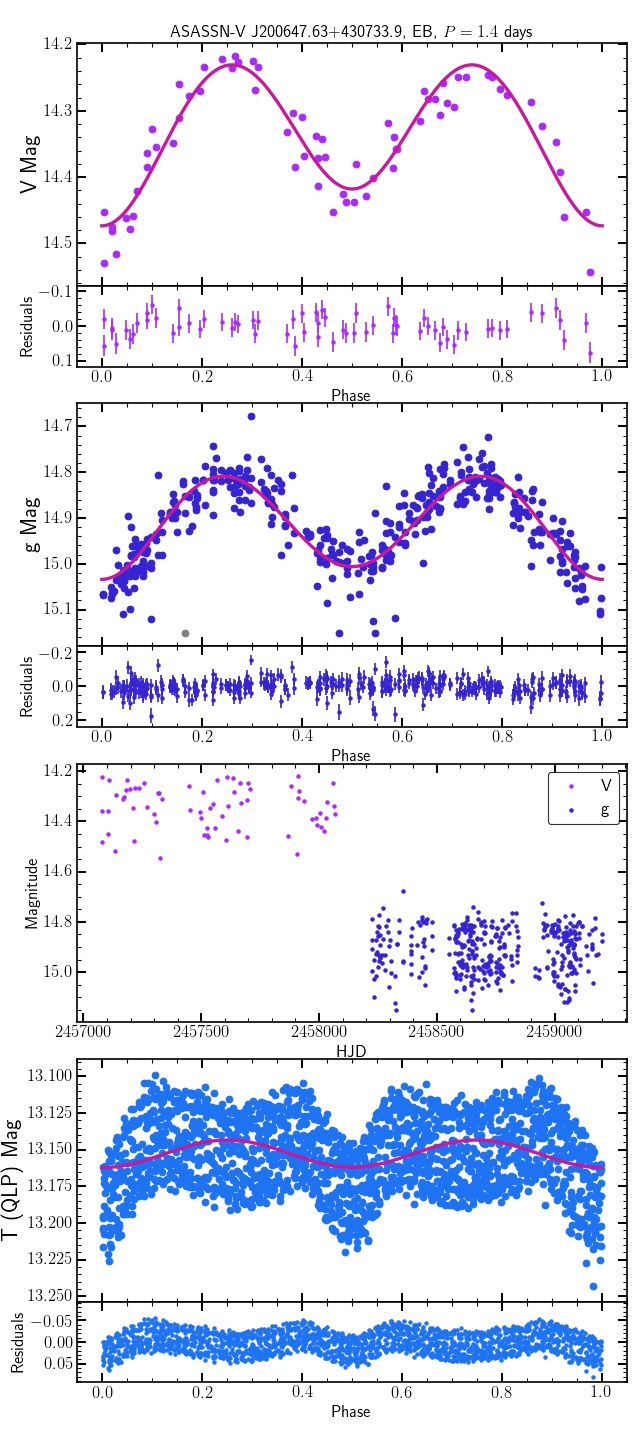 ASASSN-V J200647.63+430733.9, EB, P = 1.4 days
14.2
14.3
14.4
14.5
V Mag
−0.1
0.0
0.1
Residuals
0.0 0.2 0.4 0.6 0.8 1.0
Phase
14.7
14.8
14.9
15.0
15.1
g Mag
−0.2
0.0
0.2
Residuals
0.0 0.2 0.4 0.6 0.8 1.0
Phase
14.2
14.4
14.6
14.8
15.0
Magnitude
V
g
2457000 2457500 2458000 2458500 2459000
HJD
13.100
13.125
13.150
13.175
13.200
13.225
13.250
T (QLP) Mag
−0.05
0.00
0.05
Residuals
0.0 0.2 0.4 0.6 0.8 1.0
Phase